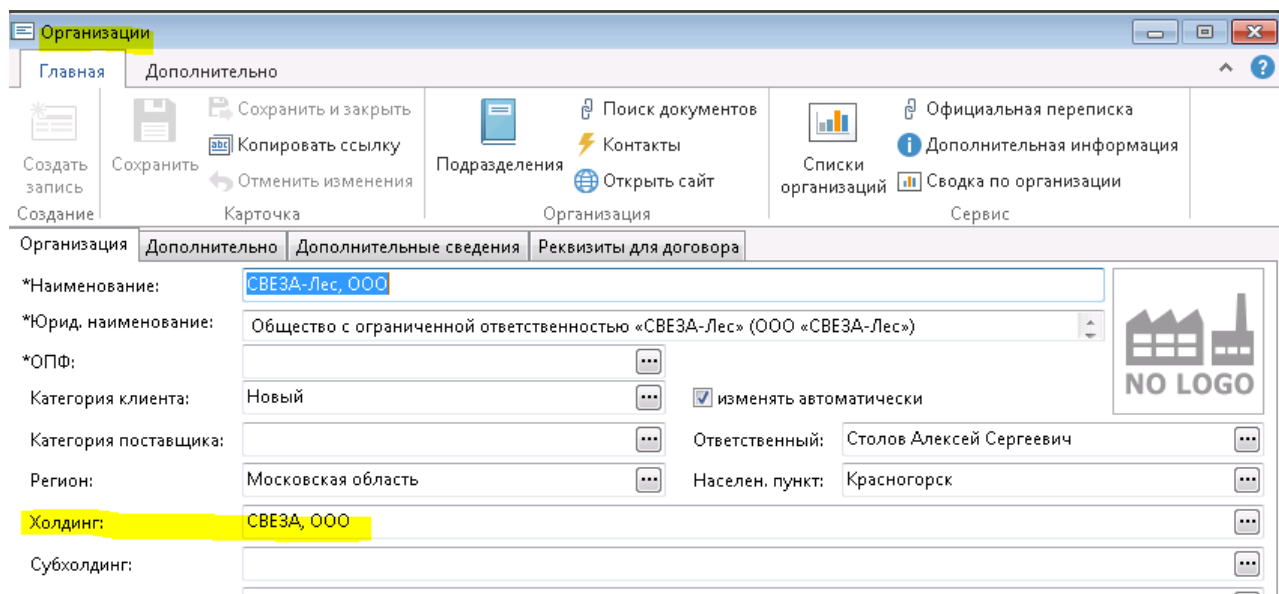 Организации
Главная Дополнительно
Создать запись
Создание
Сохранить
Сохранить и закрыть
Копировать ссылку
Отменить изменения
Карточка
Подразделения
Поиск документов
Контакты
Открыть сайт
Организация
Списки организаций
Официальная переписка
Дополнительная информация
Сводка по организации
Сервис
Организация Дополнительно Дополнительные сведения Реквизиты для договора
*Наименование: СВЕЗА-Лес, ООО
*Юрид. наименование: Общество с ограниченной ответственностью «СВЕЗА-Лес» (ООО «СВЕЗА-Лес»)
NO LOGO
*ОПФ:
Категория клиента: Новый изменять автоматически
Категория поставщика: Ответственный: Столов Алексей Сергеевич
Регион: Московская область Населен. пункт: Красногорск
Холдинг: СВЕЗА, ООО
Субхолдинг: